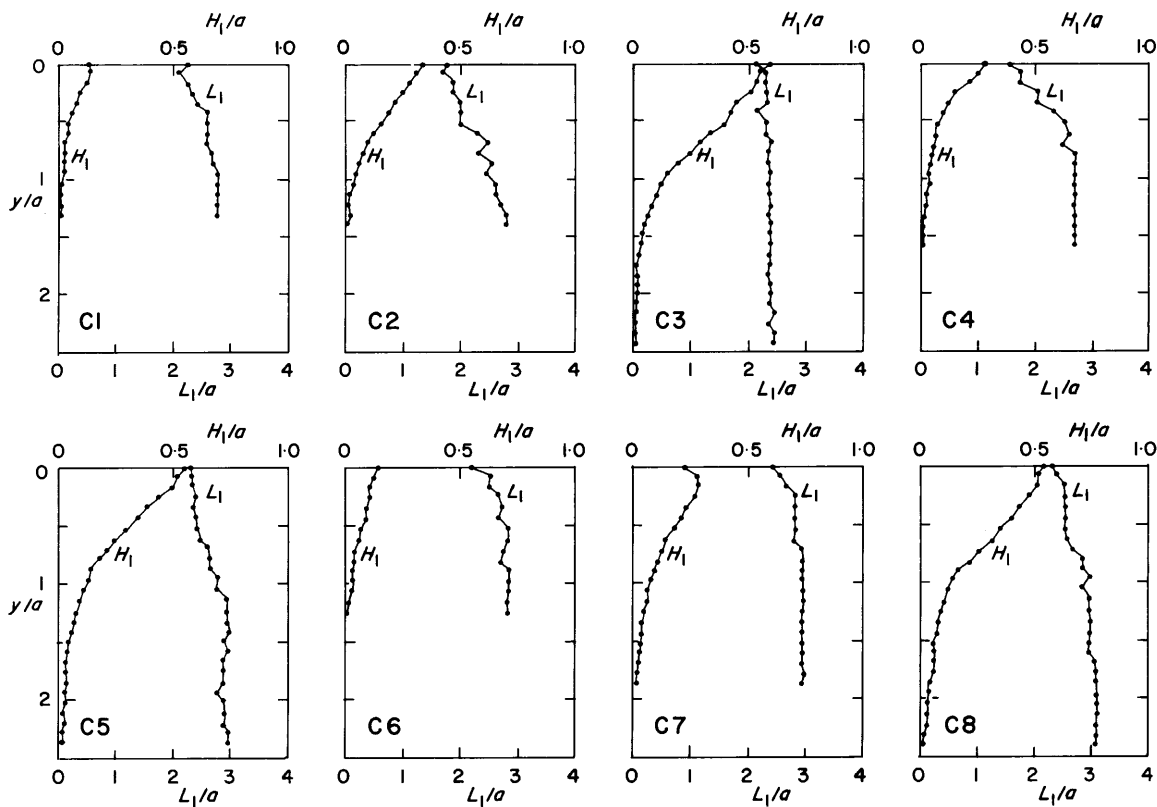 H₁/a H₁/a H₁/a H₁/a
0 0·5 1·0 0 0·5 1·0 0 0·5 1·0 0 0·5 1·0
0
L₁ L₁ L₁ L₁
H₁ H₁ H₁ H₁
1
y/a
2
C1 C2 C3 C4
0 1 2 3 4 0 1 2 3 4 0 1 2 3 4 0 1 2 3 4
L₁/a L₁/a L₁/a L₁/a
H₁/a H₁/a H₁/a H₁/a
0 0·5 1·0 0 0·5 1·0 0 0·5 1·0 0 0·5 1·0
0
L₁ L₁ L₁ L₁
H₁ H₁ H₁ H₁
1
y/a
2
C5 C6 C7 C8
0 1 2 3 4 0 1 2 3 4 0 1 2 3 4 0 1 2 3 4
L₁/a L₁/a L₁/a L₁/a